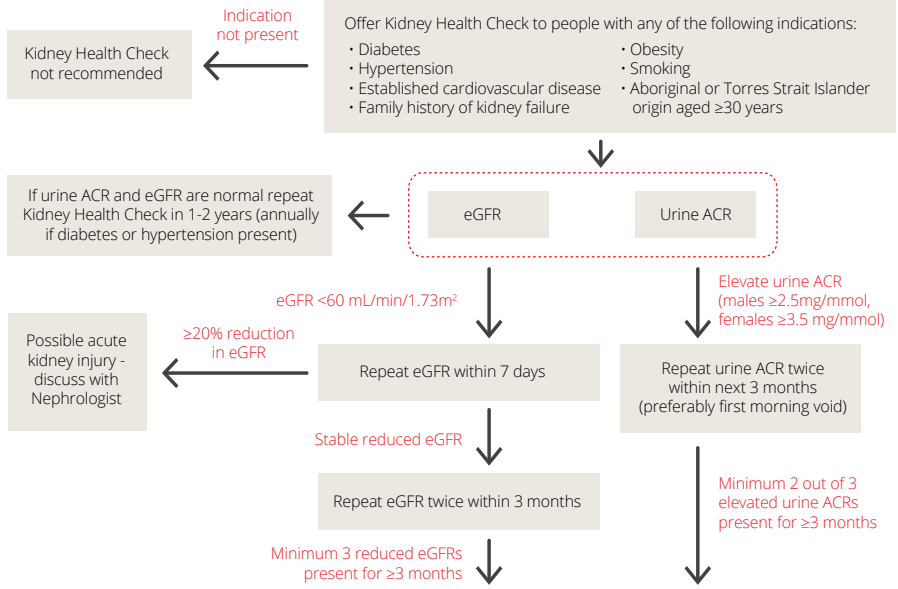 Indication
not present
Offer Kidney Health Check to people with any of the following indications:
• Diabetes
• Hypertension
• Established cardiovascular disease
• Family history of kidney failure
• Obesity
• Smoking
• Aboriginal or Torres Strait Islander
origin aged ≥30 years
Kidney Health Check
not recommended
If urine ACR and eGFR are normal repeat
Kidney Health Check in 1-2 years (annually
if diabetes or hypertension present)
eGFR
Urine ACR
eGFR <60 mL/min/1.73m²
Elevate urine ACR
(males ≥2.5mg/mmol,
females ≥3.5 mg/mmol)
Possible acute
kidney injury -
discuss with
Nephrologist
≥20% reduction
in eGFR
Repeat eGFR within 7 days
Repeat urine ACR twice
within next 3 months
(preferably first morning void)
Stable reduced eGFR
Repeat eGFR twice within 3 months
Minimum 2 out of 3
elevated urine ACRs
present for ≥3 months
Minimum 3 reduced eGFRs
present for ≥3 months